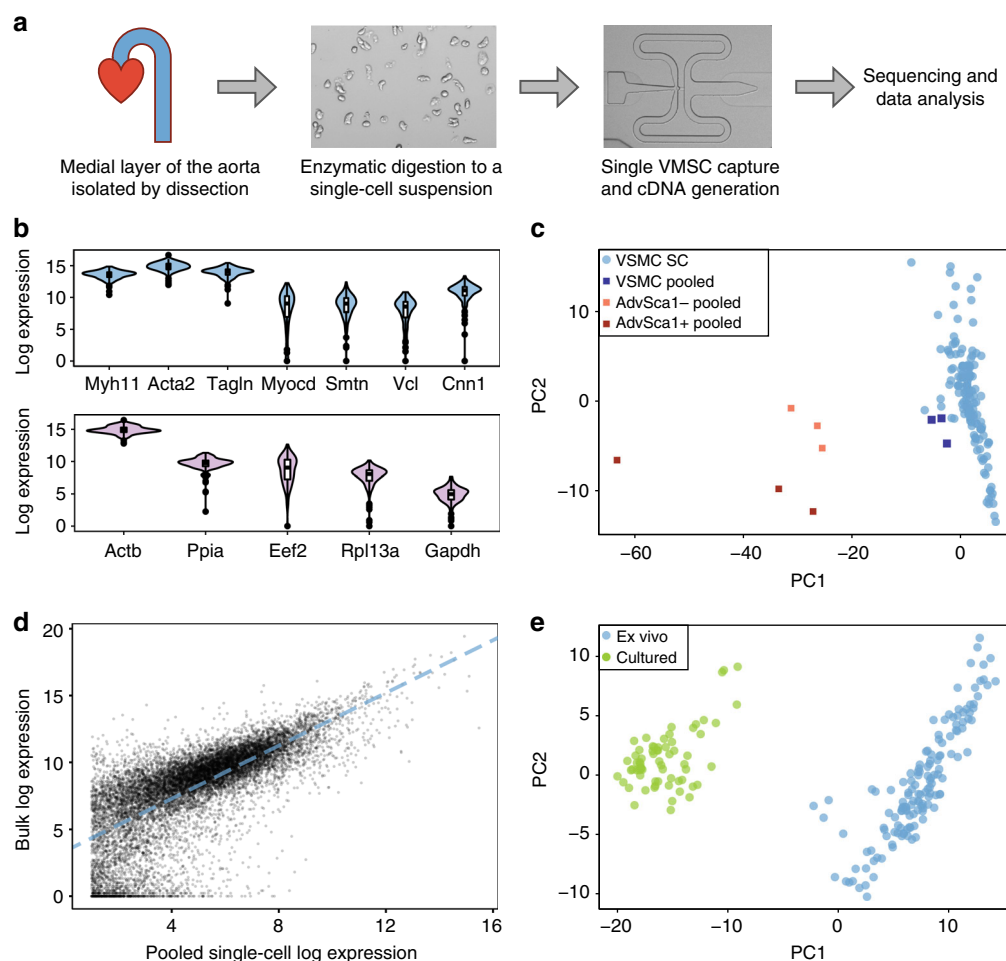 a
Medial layer of the aorta
isolated by dissection
Enzymatic digestion to a
single-cell suspension
Single VMSC capture
and cDNA generation
Sequencing and
data analysis
b
Log expression
15
10
5
0
Myh11 Acta2 Tagln Myocd Smtn Vcl Cnn1
Log expression
15
10
5
0
Actb Ppia Eef2 Rpl13a Gapdh
c
VSMC SC
VSMC pooled
AdvSca1− pooled
AdvSca1+ pooled
PC2
10
0
−10
−60 −40 −20 0
PC1
d
Bulk log expression
20
15
10
5
0
4 8 12 16
Pooled single-cell log expression
e
Ex vivo
Cultured
PC2
10
5
0
−5
−10
−20 −10 0 10
PC1